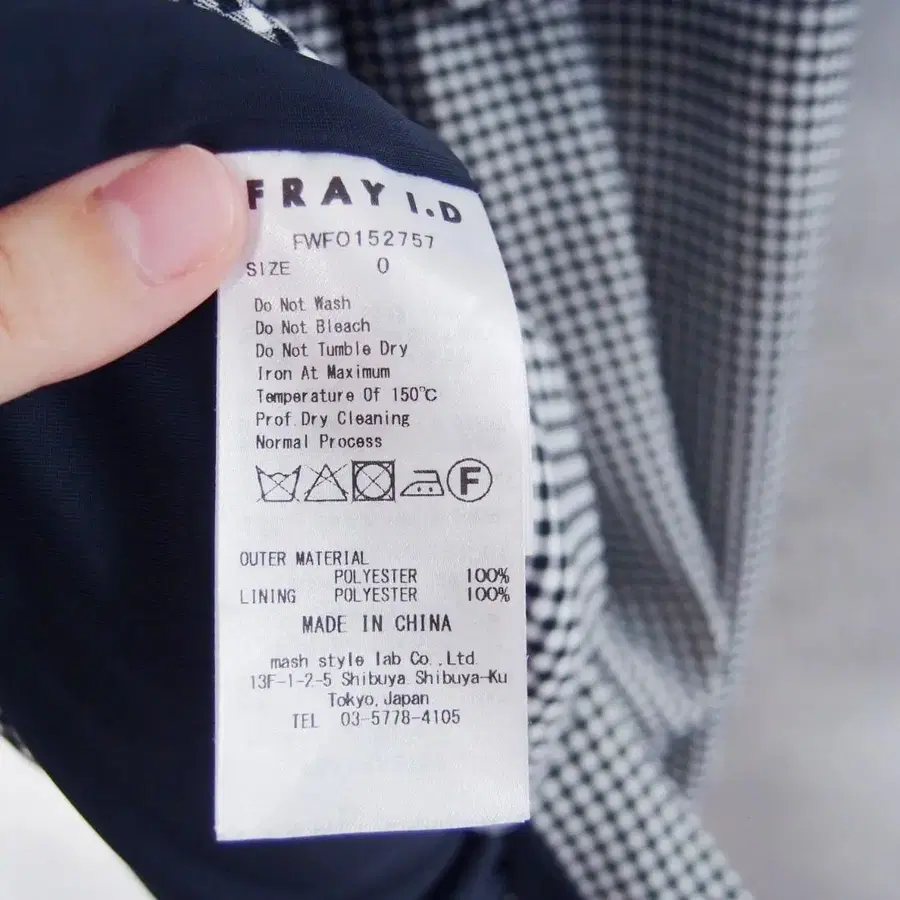 FRAY I.D
FWFO152757
SIZE 0
Do Not Wash
Do Not Bleach
Do Not Tumble Dry
Iron At Maximum
Temperature Of 150℃
Prof.Dry Cleaning
Normal Process
F
OUTER MATERIAL
POLYESTER 100%
LINING POLYESTER 100%
MADE IN CHINA
mash style lab Co.,Ltd.
13F-1-2-5 Shibuya Shibuya-Ku
Tokyo,Japan
TEL 03-5778-4105